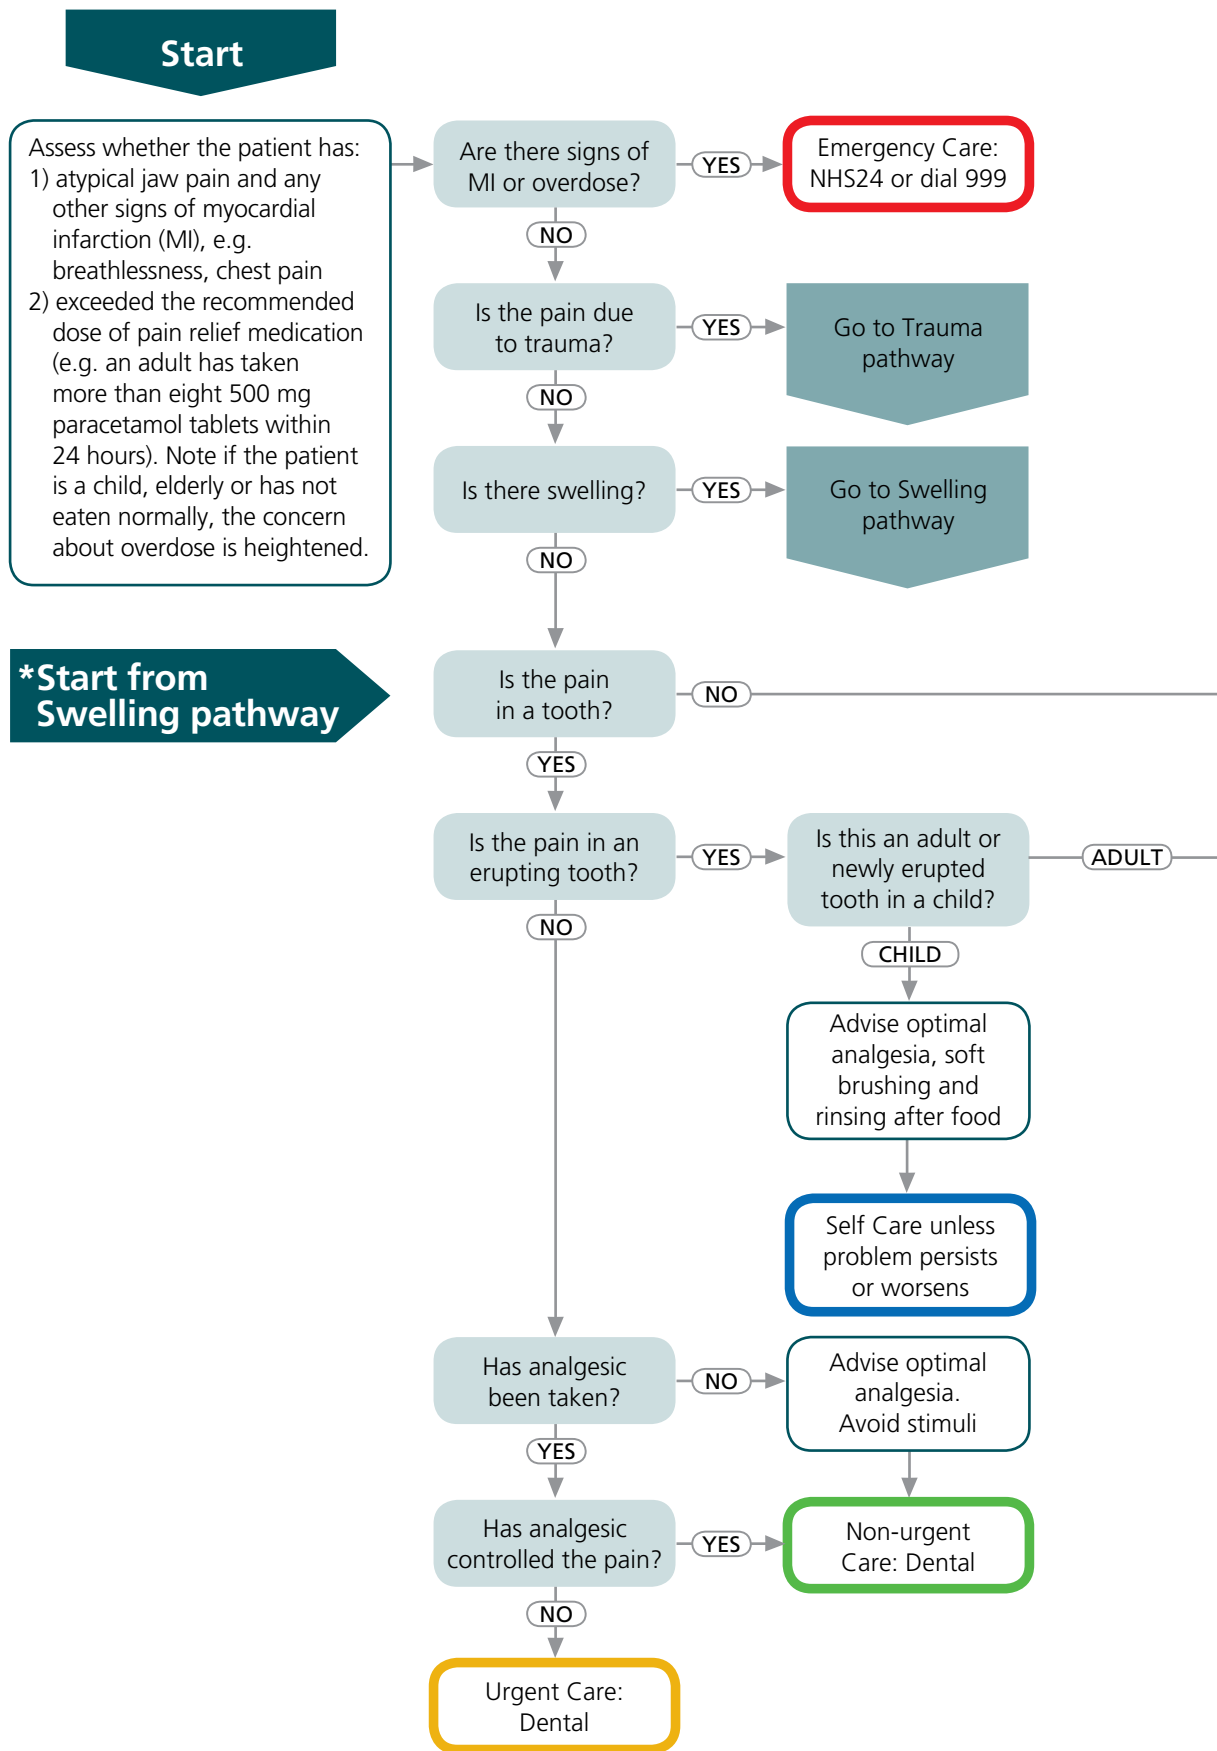 Start
Assess whether the patient has:
1) atypical jaw pain and any
other signs of myocardial
infarction (MI), e.g.
breathlessness, chest pain
2) exceeded the recommended
dose of pain relief medication
(e.g. an adult has taken
more than eight 500 mg
paracetamol tablets within
24 hours). Note if the patient
is a child, elderly or has not
eaten normally, the concern
about overdose is heightened.
Are there signs of
MI or overdose?
YES
Emergency Care:
NHS24 or dial 999
NO
Is the pain due
to trauma?
YES
Go to Trauma
pathway
NO
Is there swelling?
YES
Go to Swelling
pathway
NO
*Start from
Swelling pathway
Is the pain
in a tooth?
NO
YES
Is the pain in an
erupting tooth?
YES
Is this an adult or
newly erupted
tooth in a child?
ADULT
NO
CHILD
Advise optimal
analgesia, soft
brushing and
rinsing after food
Self Care unless
problem persists
or worsens
Has analgesic
been taken?
NO
Advise optimal
analgesia.
Avoid stimuli
YES
Has analgesic
controlled the pain?
YES
Non-urgent
Care: Dental
NO
Urgent Care:
Dental